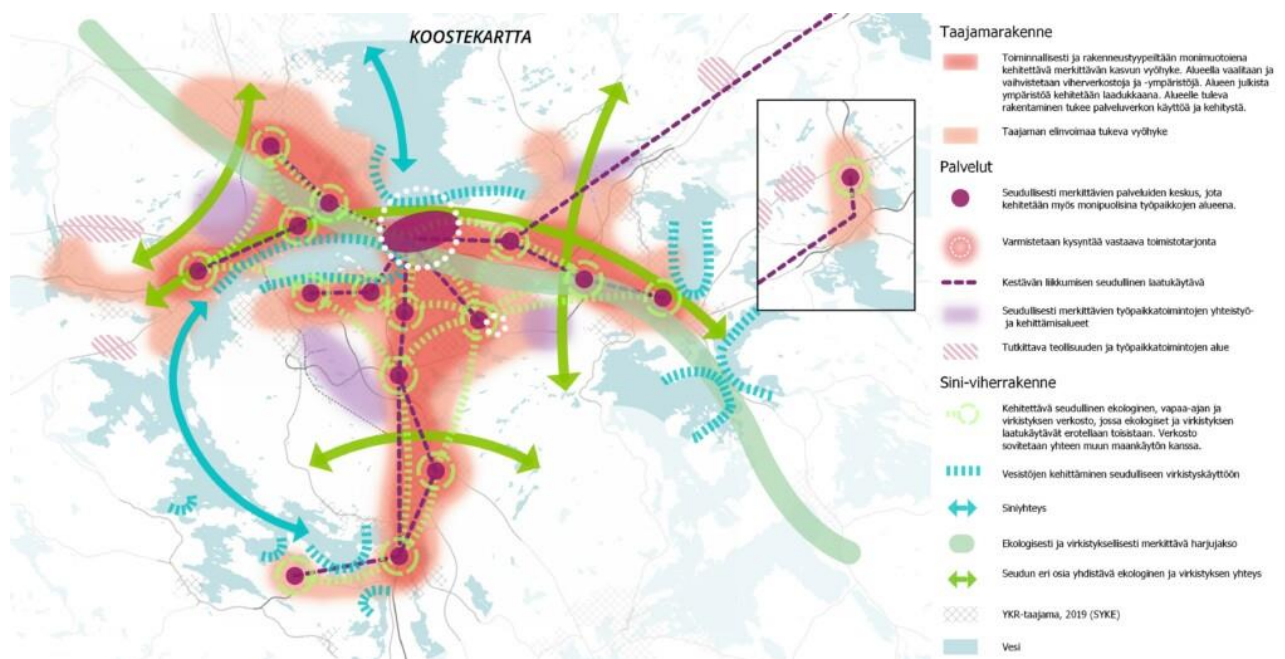 KOOSTEKARTTA
Taajamarakenne
Toiminnallisesti ja rakennustyypeiltään monimuotoiena
kehitettävä merkittävän kasvun vyöhyke. Alueella vaalitaan ja
vahvistetaan viherverkostoja ja -ympäristöjä. Alueen julkista
ympäristöä kehitetään laadukkaana. Alueelle tuleva
rakentaminen tukee palveluverkon käyttöä ja kehitystä.
Taajaman elinvoimaa tukeva vyöhyke
Palvelut
Seudullisesti merkittävien palveluiden keskus, jota
kehitetään myös monipuolisina työpaikkojen alueena.
Varmistetaan kysyntää vastaava toimistotarjonta
Kestävän liikkumisen seudullinen laatukäytävä
Seudullisesti merkittävien työpaikkatoimintojen yhteistyö-
ja kehittämisalueet
Tutkittava teollisuuden ja työpaikkatoimintojen alue
Sini-viherrakenne
Kehitettävä seudullinen ekologinen, vapaa-ajan ja
virkistyksen verkosto, jossa ekologiset ja virkistyksen
laatukäytävät erotellaan toisistaan. Verkosto
sovitetaan yhteen muun maankäytön kanssa.
Vesistöjen kehittäminen seudulliseen virkistyskäyttöön
Siniyhteys
Ekologisesti ja virkistyksellisesti merkittävä harjujakso
Seudun eri osia yhdistävä ekologinen ja virkistyksen yhteys
YKR-taajama, 2019 (SYKE)
Vesi